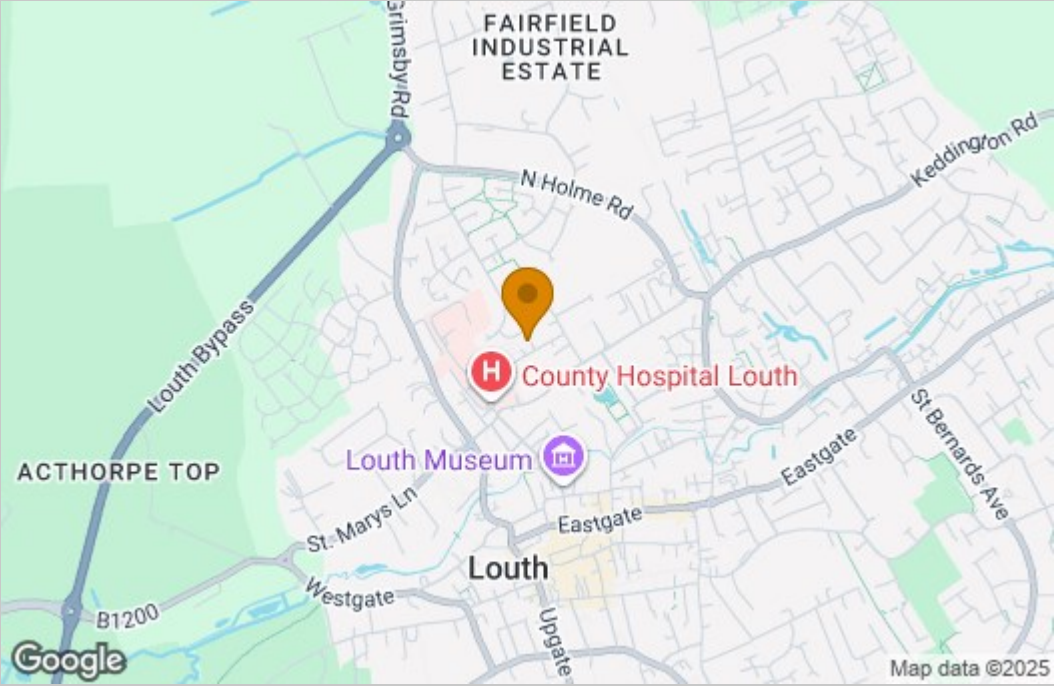 Grimsby Rd
FAIRFIELD
INDUSTRIAL
ESTATE
Keddington Rd
N Holme Rd
Louth Bypass
H
County Hospital Louth
St Bernards Ave
Louth Museum
Eastgate
ACTHORPE TOP
St. Marys Ln
Eastgate
Louth
Westgate
B1200
Upgate
Google
Map data ©2025